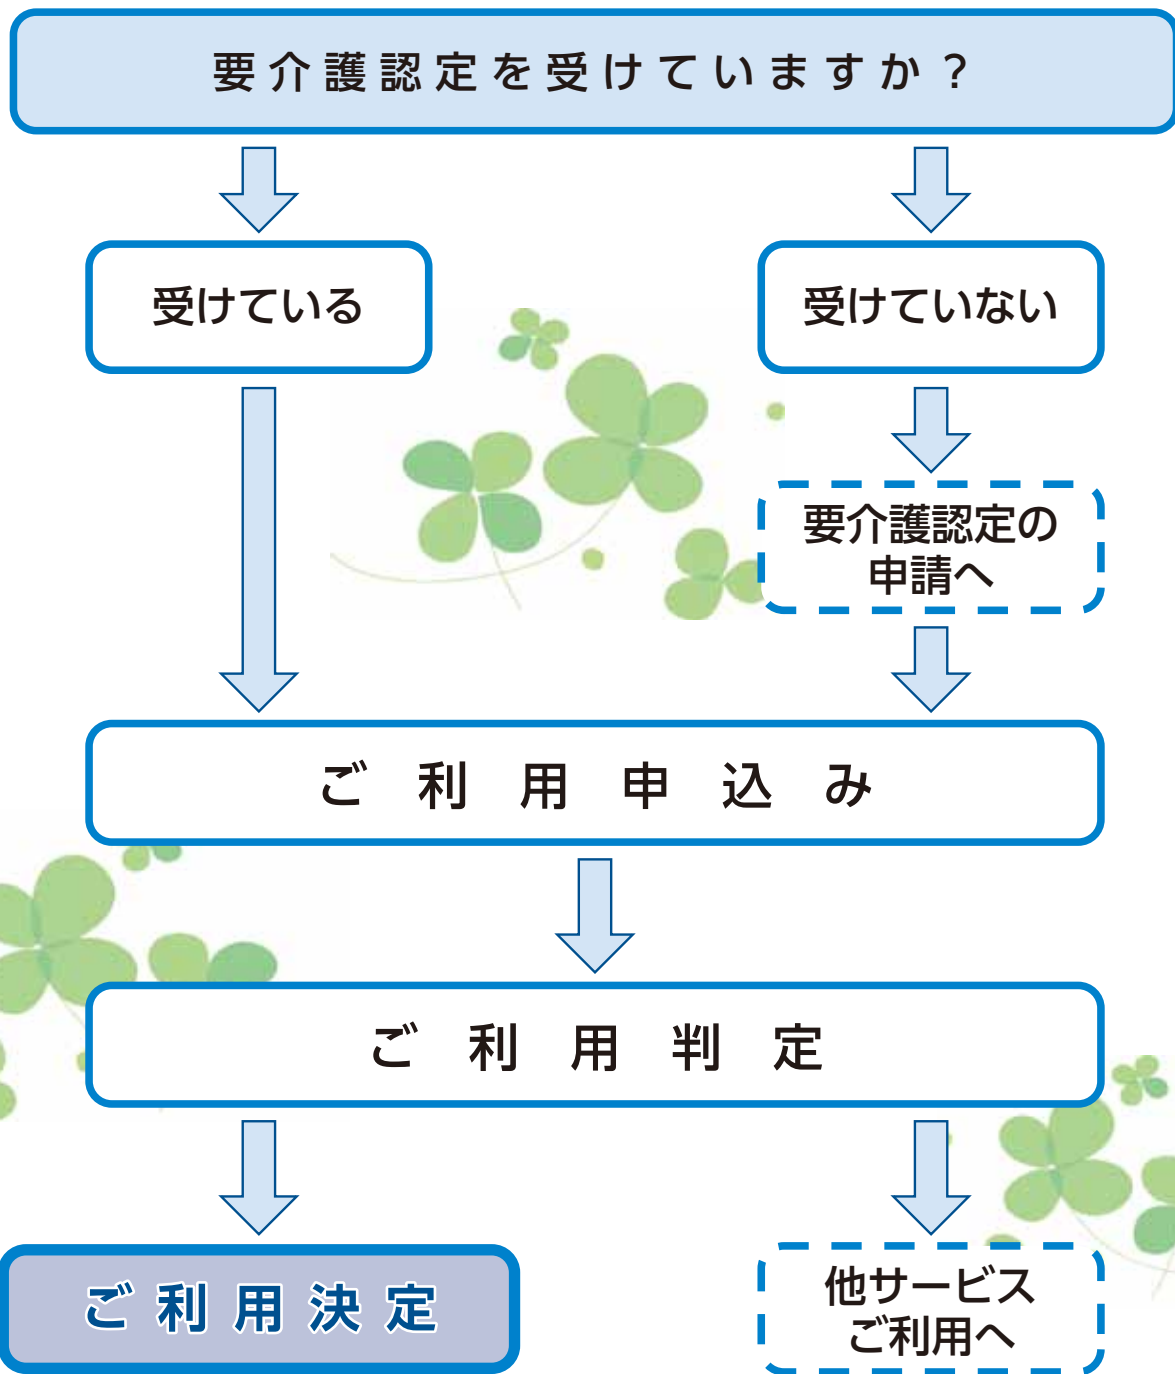 要介護認定を受けていますか？
受けている
受けていない
要介護認定の
申請へ
ご利用申込み
ご利用判定
ご利用決定
他サービス
ご利用へ